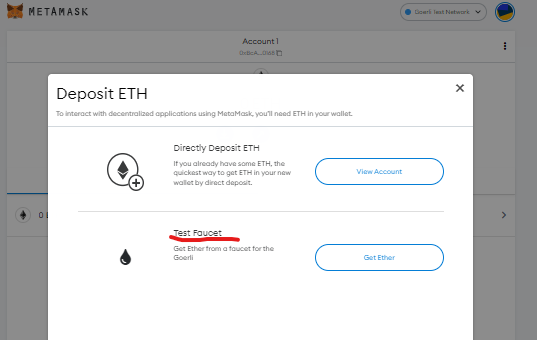 METAMASK
Goerli Test Network
Account 1
Deposit ETH
To interact with decentralized applications using MetaMask, you'll need ETH in your wallet.
Directly Deposit ETH
If you already have some ETH, the
quickest way to get ETH in your new
wallet by direct deposit.
View Account
0
Test Faucet
Get Ether from a faucet for the
Goerli
Get Ether